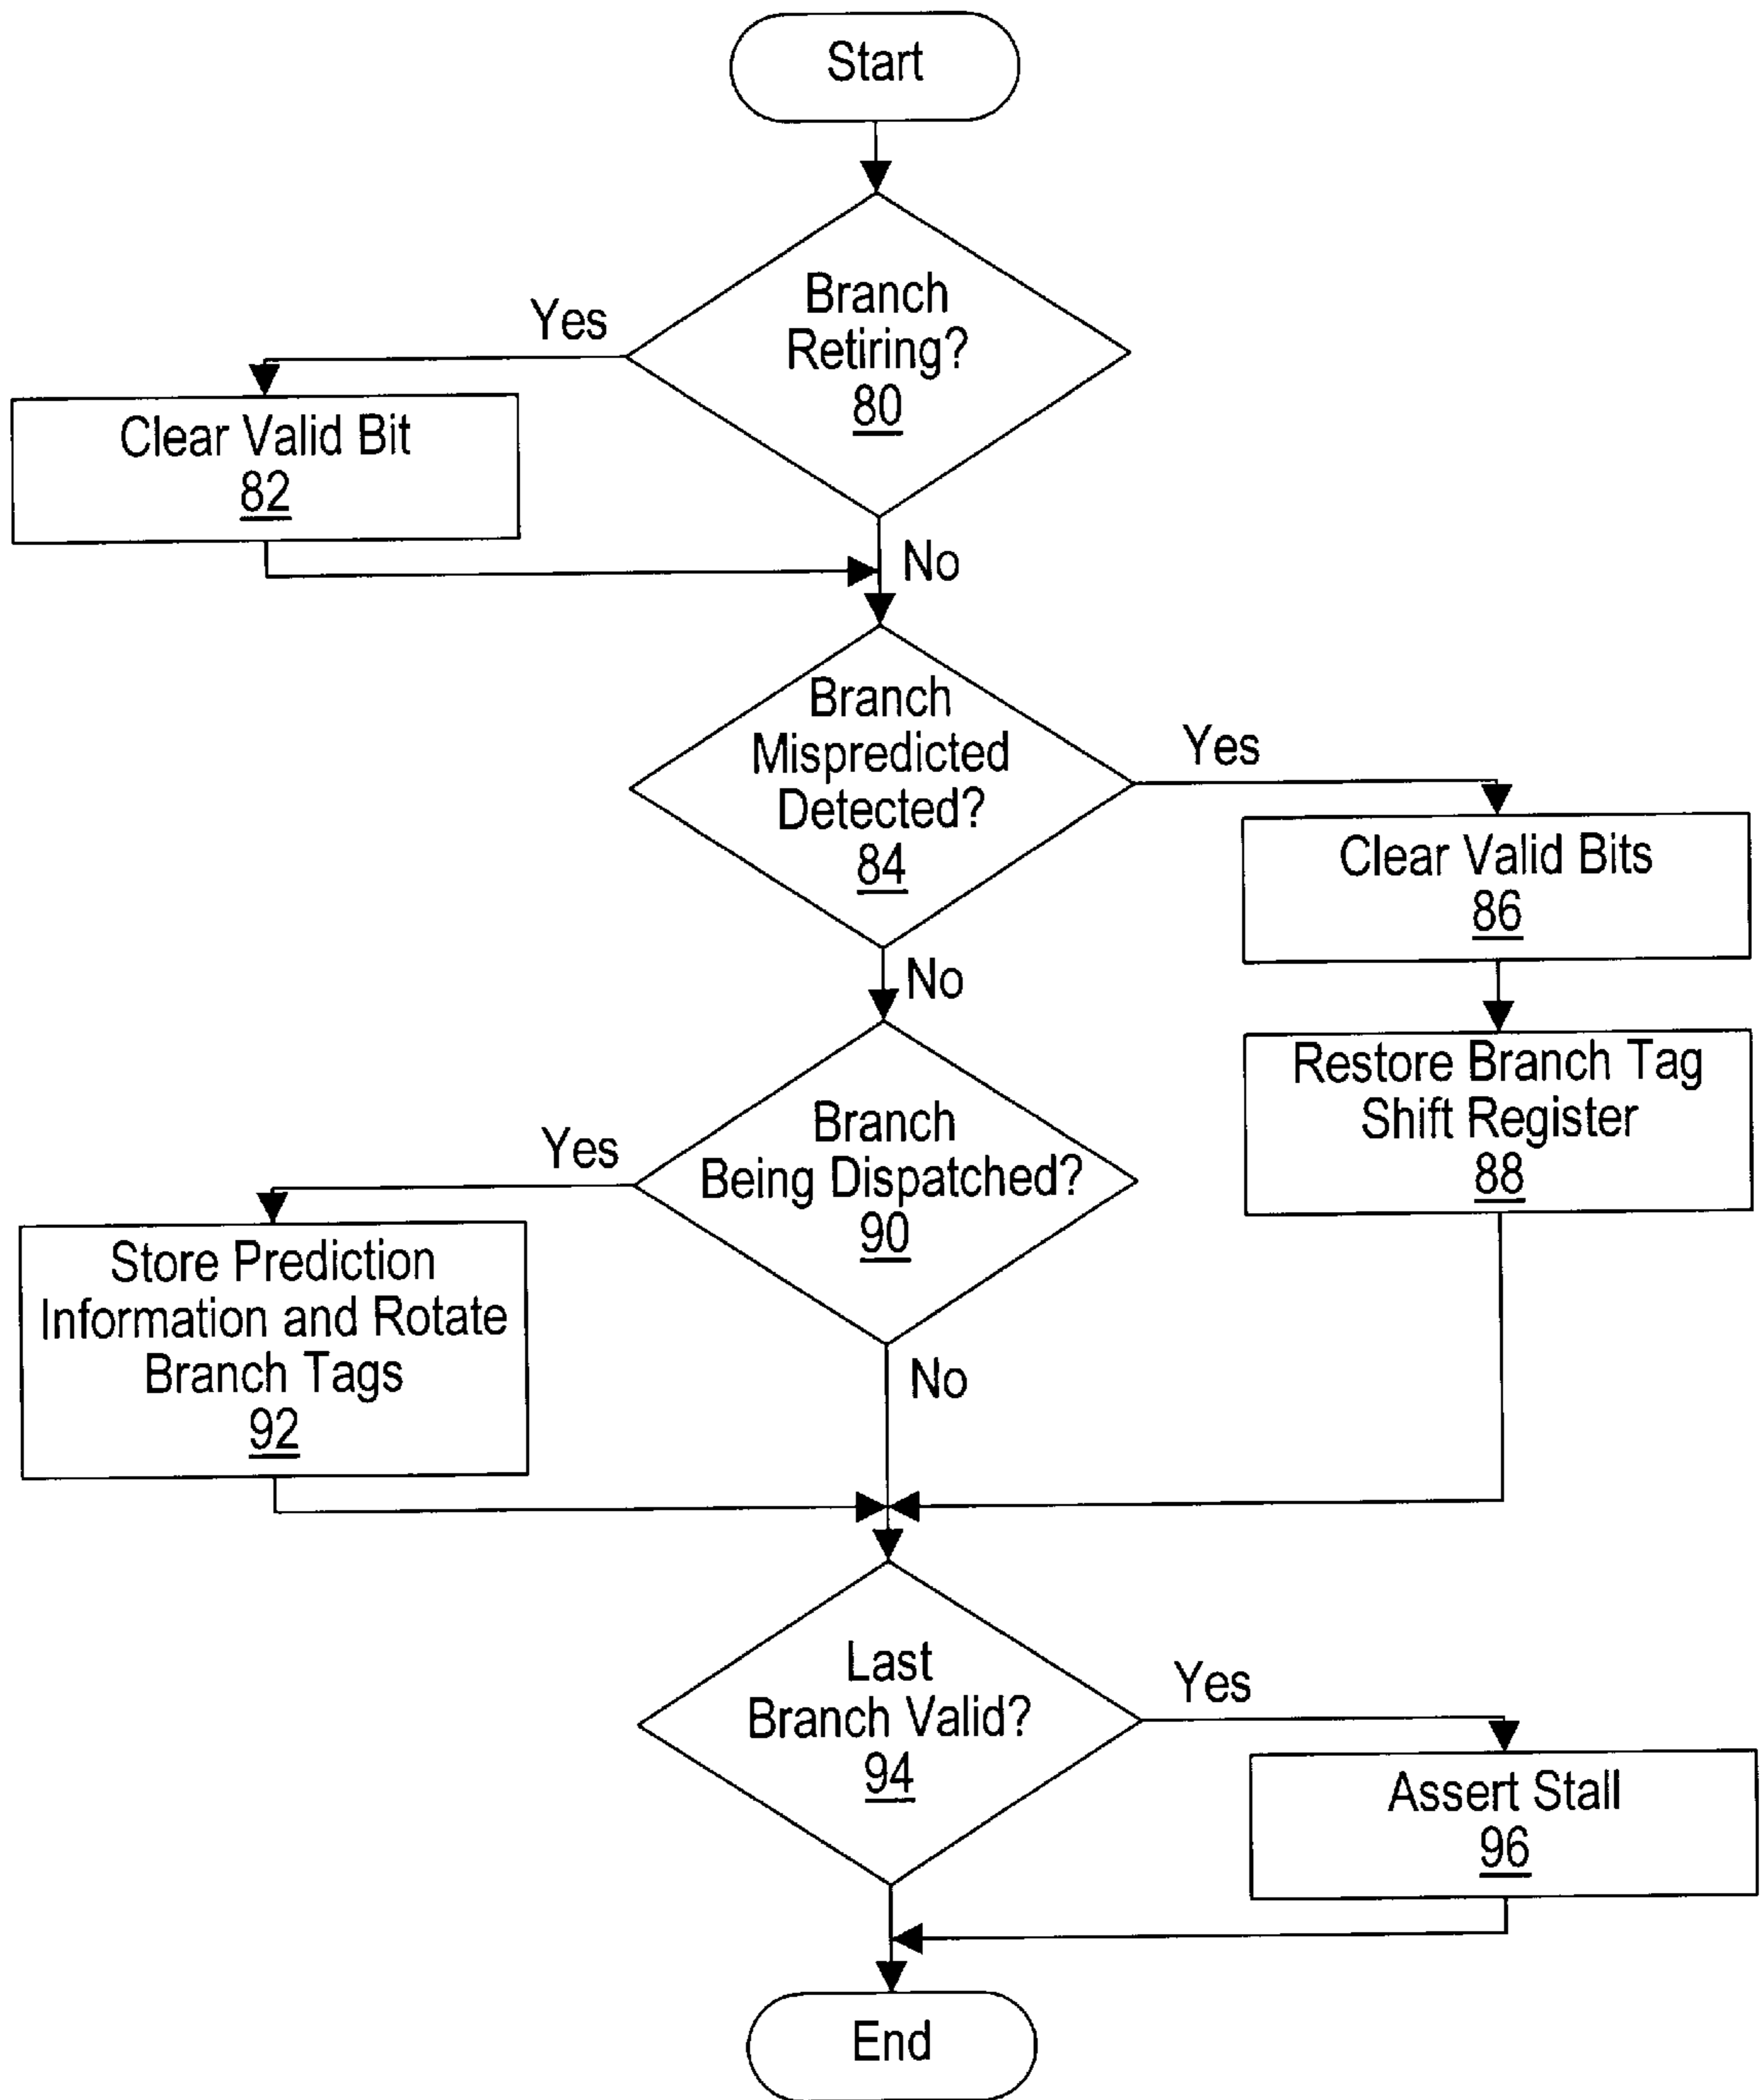 Start
Branch
Retiring?
80
Yes
Clear Valid Bit
82
No
Branch
Mispredicted
Detected?
84
Yes
Clear Valid Bits
86
No
Restore Branch Tag
Shift Register
88
Branch
Being Dispatched?
90
Yes
Store Prediction
Information and Rotate
Branch Tags
92
No
Last
Branch Valid?
94
Yes
Assert Stall
96
End